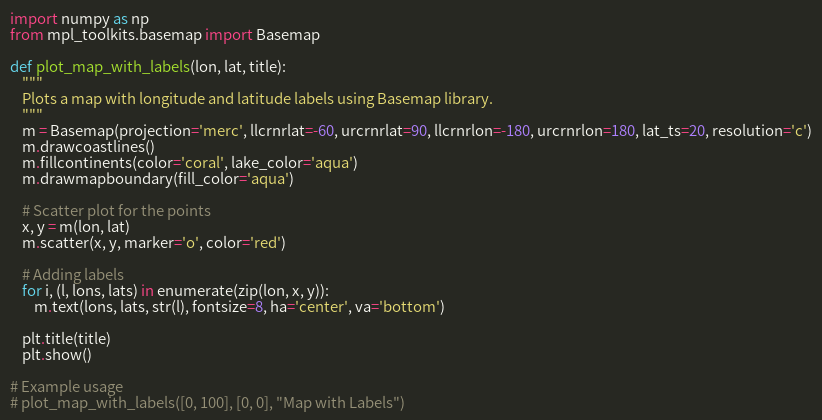 import numpy as np
from mpl_toolkits.basemap import Basemap

def plot_map_with_labels(lon, lat, title):
    """
    Plots a map with longitude and latitude labels using Basemap library.
    """
    m = Basemap(projection='merc', llcrnrlat=-60, urcrnrlat=90, llcrnrlon=-180, urcrnrlon=180, lat_ts=20, resolution='c')
    m.drawcoastlines()
    m.fillcontinents(color='coral', lake_color='aqua')
    m.drawmapboundary(fill_color='aqua')

    # Scatter plot for the points
    x, y = m(lon, lat)
    m.scatter(x, y, marker='o', color='red')

    # Adding labels
    for i, (l, lons, lats) in enumerate(zip(lon, x, y)):
        m.text(lons, lats, str(l), fontsize=8, ha='center', va='bottom')

    plt.title(title)
    plt.show()

# Example usage
# plot_map_with_labels([0, 100], [0, 0], "Map with Labels")